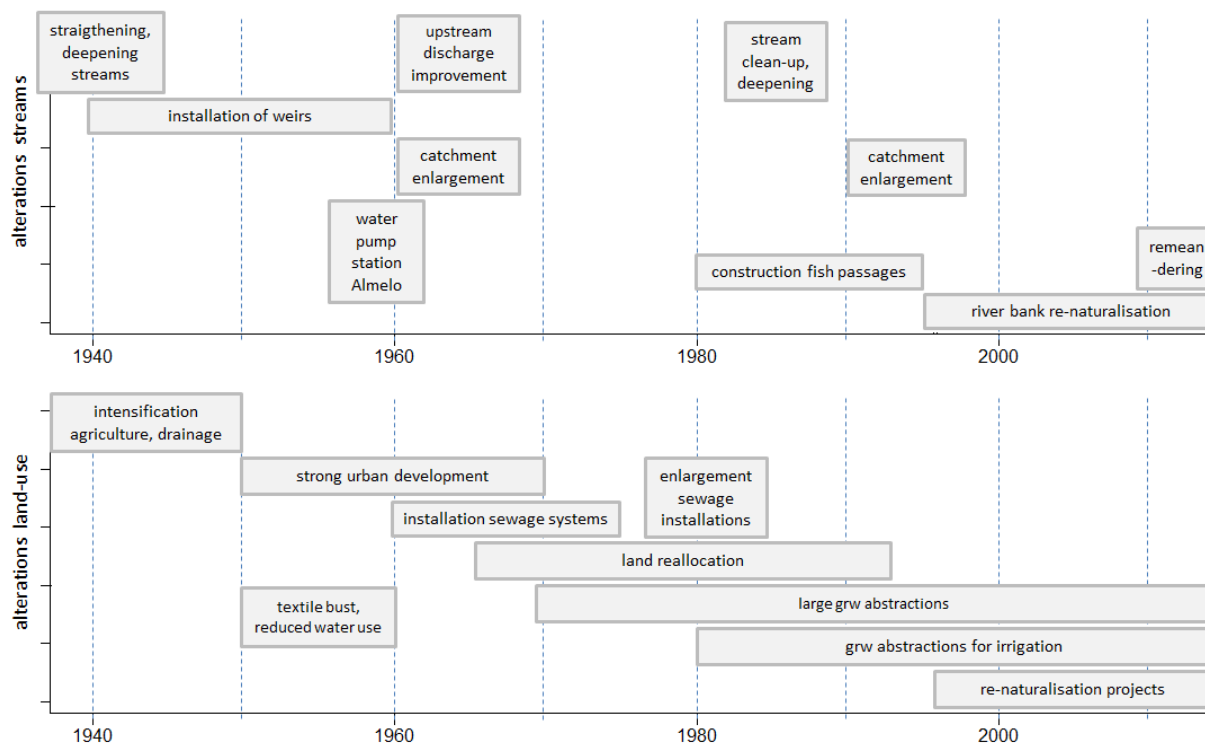 straigthening,
deepening
streams
upstream
discharge
improvement
stream
clean-up,
deepening
installation of weirs
catchment
enlargement
catchment
enlargement
water
pump
station
Almelo
remean
-dering
construction fish passages
river bank re-naturalisation
alterations streams
1940
1960
1980
2000
intensification
agriculture, drainage
strong urban development
enlargement
sewage
installations
installation sewage systems
land reallocation
textile bust,
reduced water use
large grw abstractions
grw abstractions for irrigation
re-naturalisation projects
alterations land-use
1940
1960
1980
2000